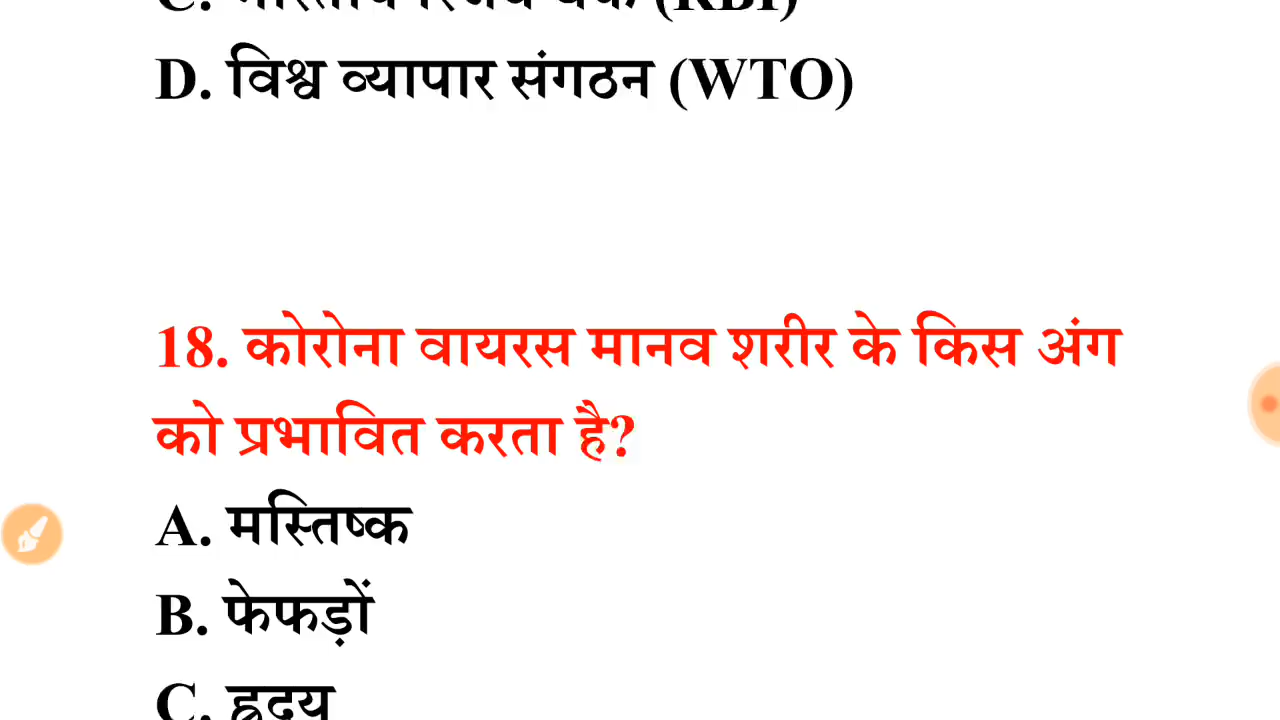 D. विश्व व्यापार संगठन (WTO)
18. कोरोना वायरस मानव शरीर के किस अंग
को प्रभावित करता है?
A. मस्तिष्क
B. फेफड़ों
C. हृदय